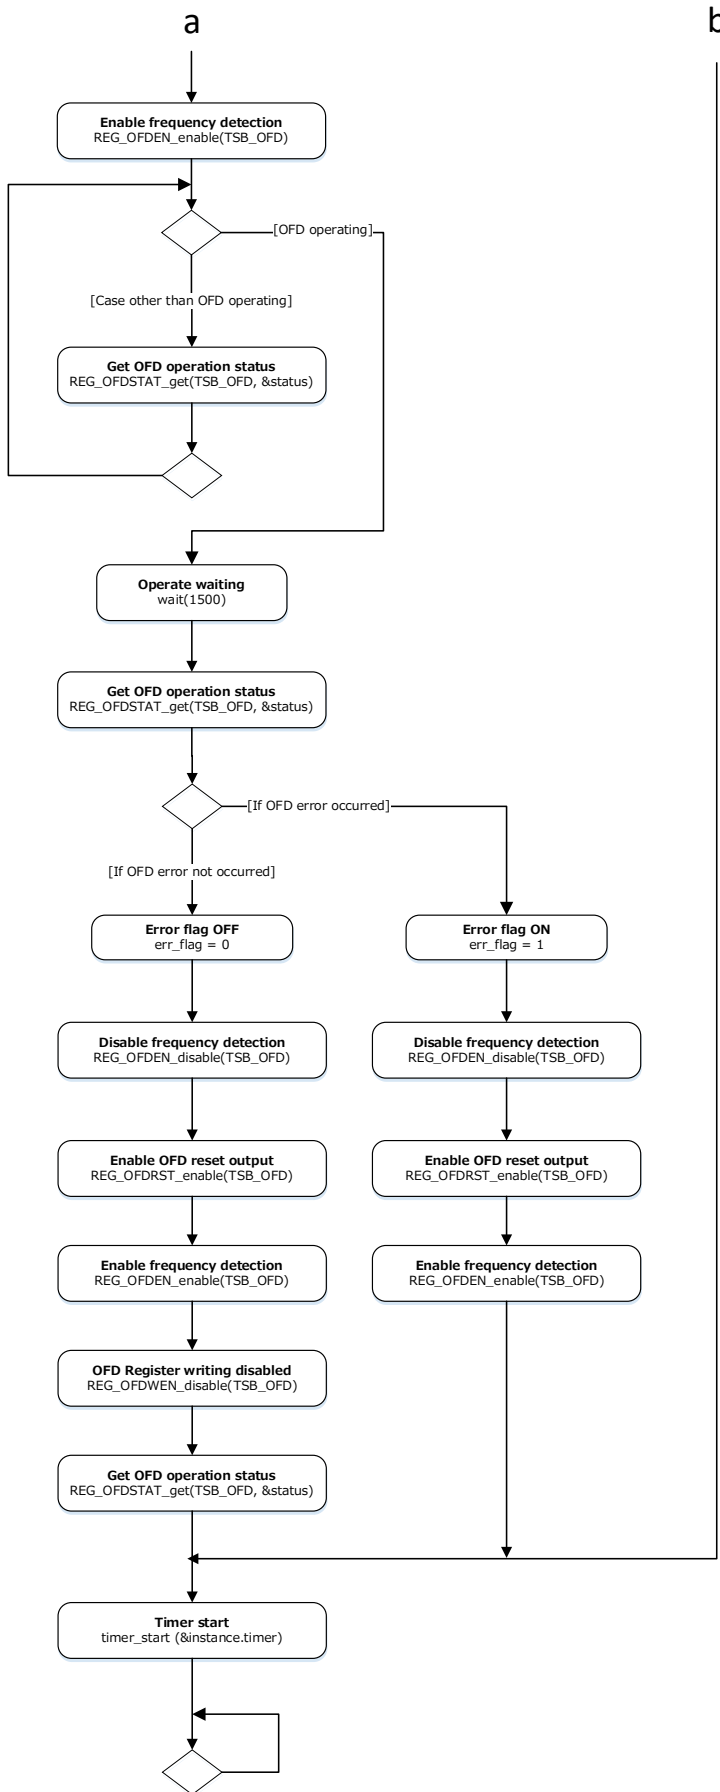 a
b
Enable frequency detection
REG_OFDEN_enable(TSB_OFD)
[OFD operating]
[Case other than OFD operating]
Get OFD operation status
REG_OFDSTAT_get(TSB_OFD, &status)
Operate waiting
wait(1500)
Get OFD operation status
REG_OFDSTAT_get(TSB_OFD, &status)
[If OFD error occurred]
[If OFD error not occurred]
Error flag OFF
err_flag = 0
Error flag ON
err_flag = 1
Disable frequency detection
REG_OFDEN_disable(TSB_OFD)
Disable frequency detection
REG_OFDEN_disable(TSB_OFD)
Enable OFD reset output
REG_OFDRST_enable(TSB_OFD)
Enable OFD reset output
REG_OFDRST_enable(TSB_OFD)
Enable frequency detection
REG_OFDEN_enable(TSB_OFD)
Enable frequency detection
REG_OFDEN_enable(TSB_OFD)
OFD Register writing disabled
REG_OFDWEN_disable(TSB_OFD)
Get OFD operation status
REG_OFDSTAT_get(TSB_OFD, &status)
Timer start
timer_start (&instance.timer)